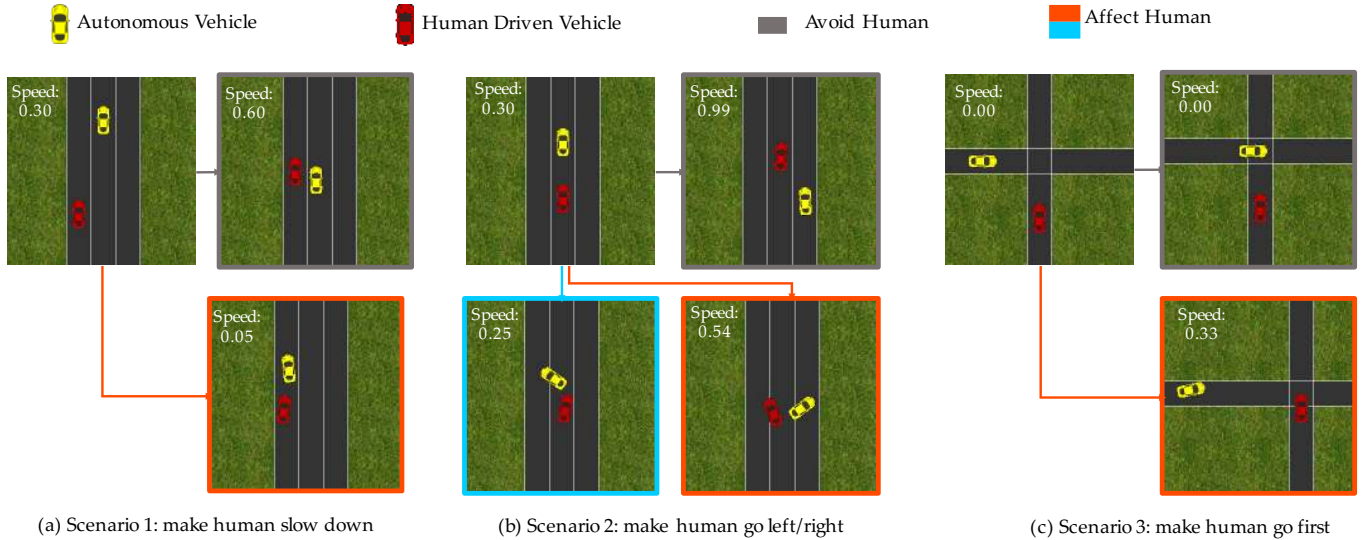 Autonomous Vehicle
Human Driven Vehicle
Avoid Human
Affect Human
Speed:
0.30
Speed:
0.60
Speed:
0.05
(a) Scenario 1: make human slow down
Speed:
0.30
Speed:
0.99
Speed:
0.25
Speed:
0.54
(b) Scenario 2: make human go left/right
Speed:
0.00
Speed:
0.00
Speed:
0.33
(c) Scenario 3: make human go first